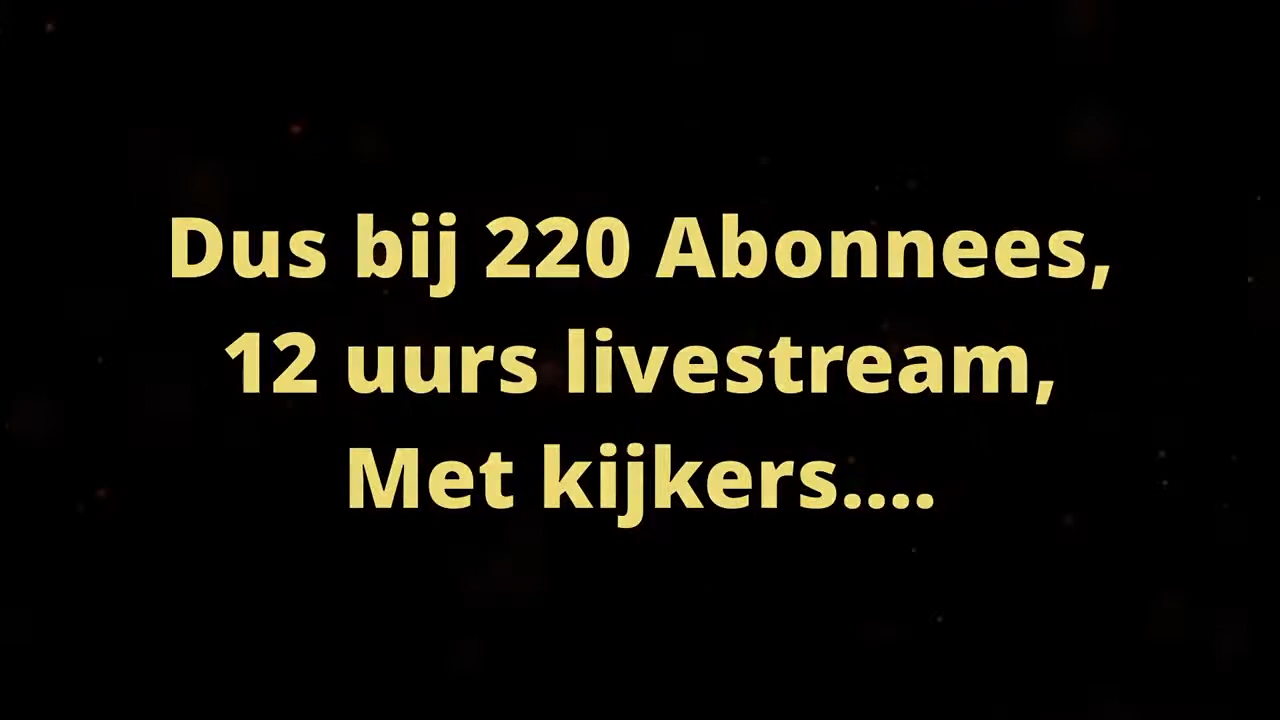 Dus bij 220 Abonnees,
12 uurs livestream,
Met kijkers....